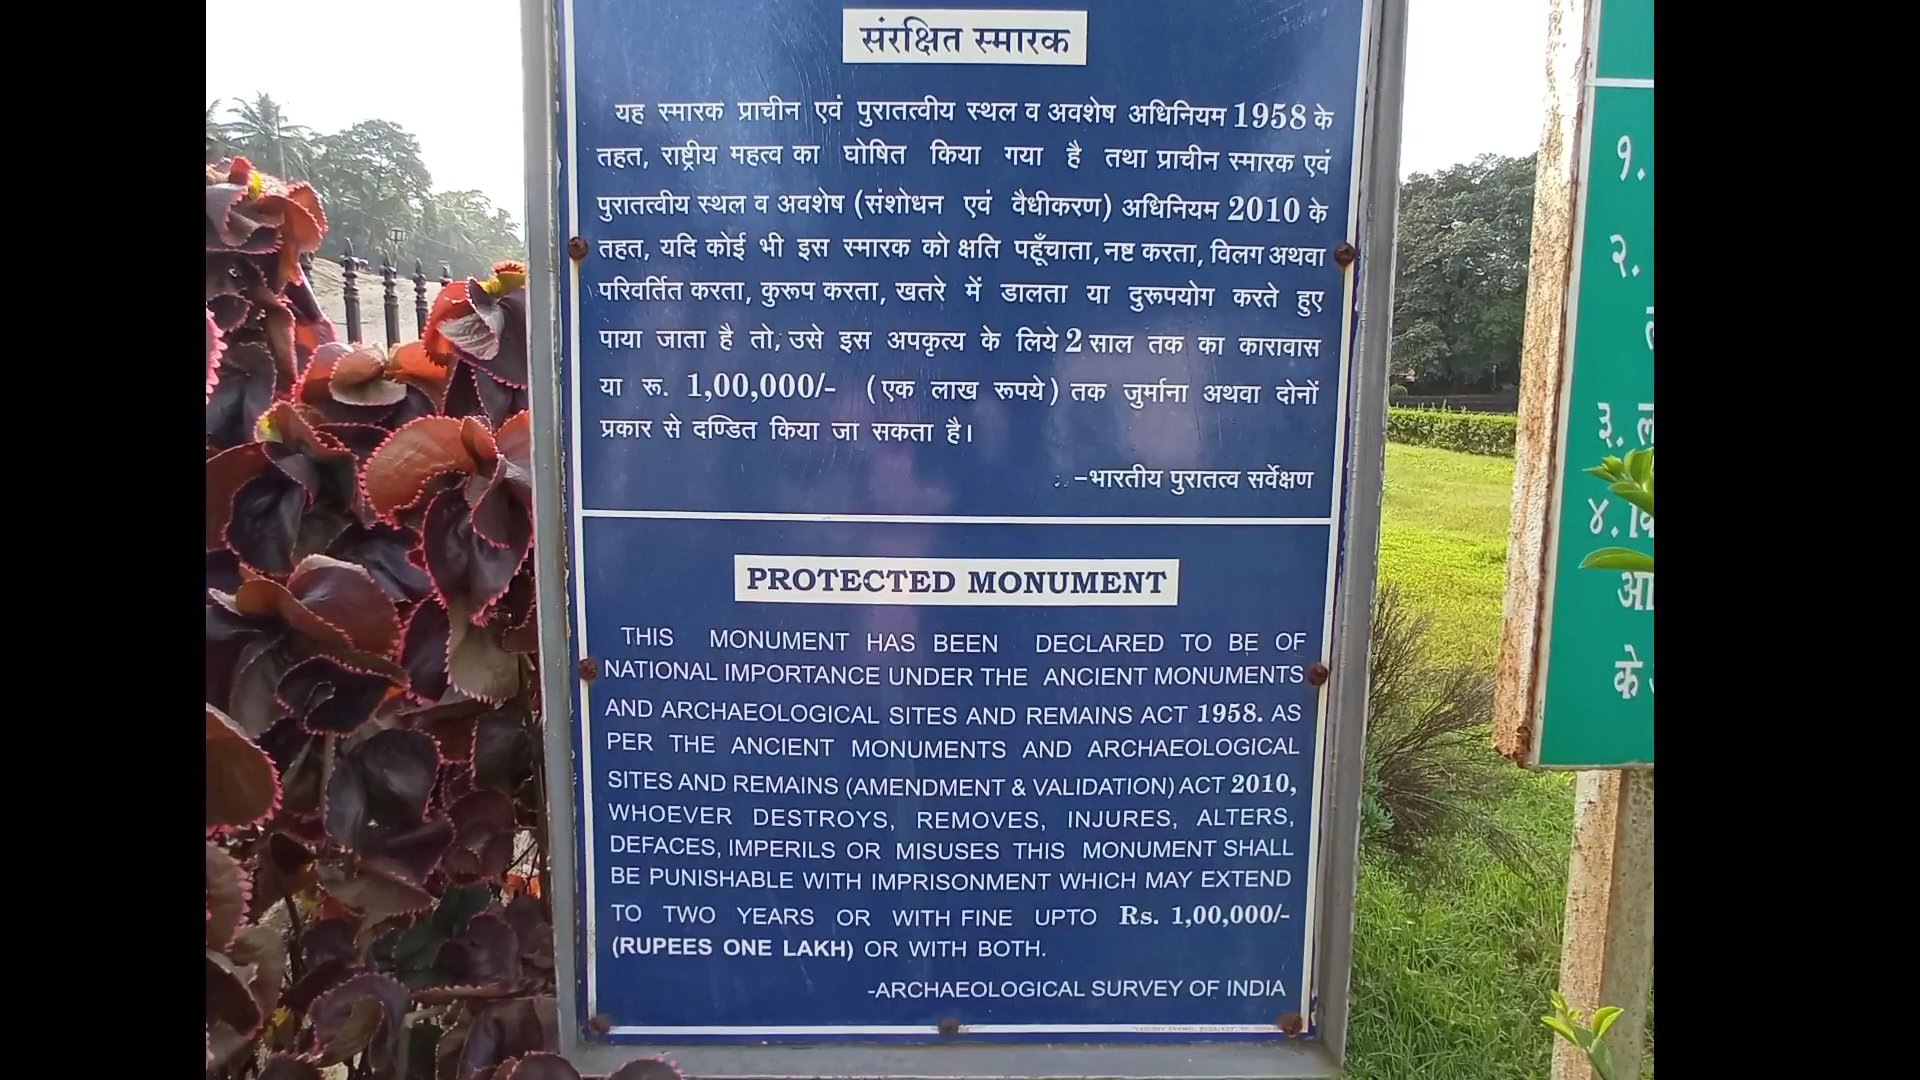 संरक्षित स्मारक
यह स्मारक प्राचीन एवं पुरातत्वीय स्थल व अवशेष अधिनियम 1958 के
तहत, राष्ट्रीय महत्व का घोषित किया गया है तथा प्राचीन स्मारक एवं
पुरातत्वीय स्थल व अवशेष (संशोधन एवं वैधीकरण) अधिनियम 2010 के
तहत, यदि कोई भी इस स्मारक को क्षति पहूँचाता, नष्ट करता, विलग अथवा
परिवर्तित करता, कुरूप करता, खतरे में डालता या दुरूपयोग करते हुए
पाया जाता है तो, उसे इस अपकृत्य के लिये 2 साल तक का कारावास
या रू. 1,00,000/- (एक लाख रूपये) तक जुर्माना अथवा दोनों
प्रकार से दण्डित किया जा सकता है।
-भारतीय पुरातत्व सर्वेक्षण
PROTECTED MONUMENT
THIS MONUMENT HAS BEEN DECLARED TO BE OF
NATIONAL IMPORTANCE UNDER THE ANCIENT MONUMENTS
AND ARCHAEOLOGICAL SITES AND REMAINS ACT 1958. AS
PER THE ANCIENT MONUMENTS AND ARCHAEOLOGICAL
SITES AND REMAINS (AMENDMENT & VALIDATION) ACT 2010,
WHOEVER DESTROYS, REMOVES, INJURES, ALTERS,
DEFACES, IMPERILS OR MISUSES THIS MONUMENT SHALL
BE PUNISHABLE WITH IMPRISONMENT WHICH MAY EXTEND
TO TWO YEARS OR WITH FINE UPTO Rs. 1,00,000/-
(RUPEES ONE LAKH) OR WITH BOTH.
-ARCHAEOLOGICAL SURVEY OF INDIA
१.
२.
३.
४.
के